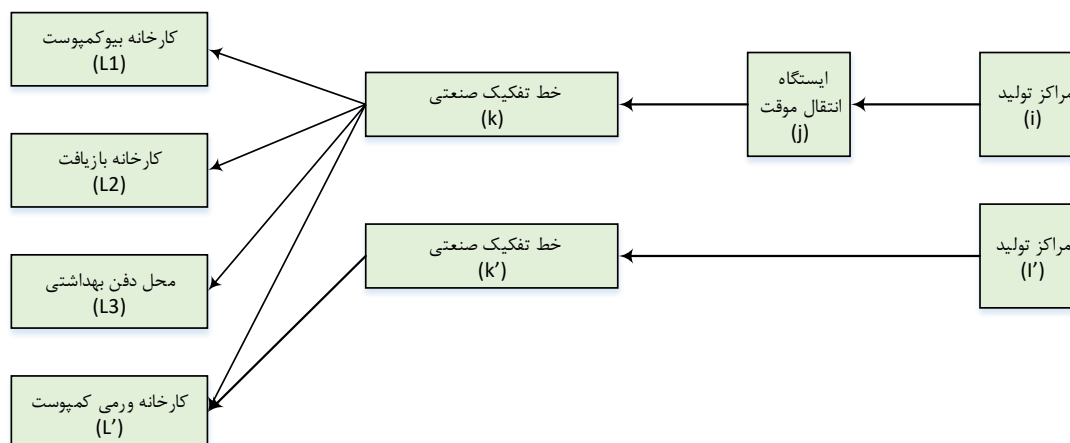 مراکز تولید
(i)
ایستگاه
انتقال موقت
(j)
خط تفکیک صنعتی
(k)
کارخانه بیوکمپوست
(L1)
کارخانه بازیافت
(L2)
محل دفن بهداشتی
(L3)
کارخانه ورمی کمپوست
(L’)
مراکز تولید
(I’)
خط تفکیک صنعتی
(k’)